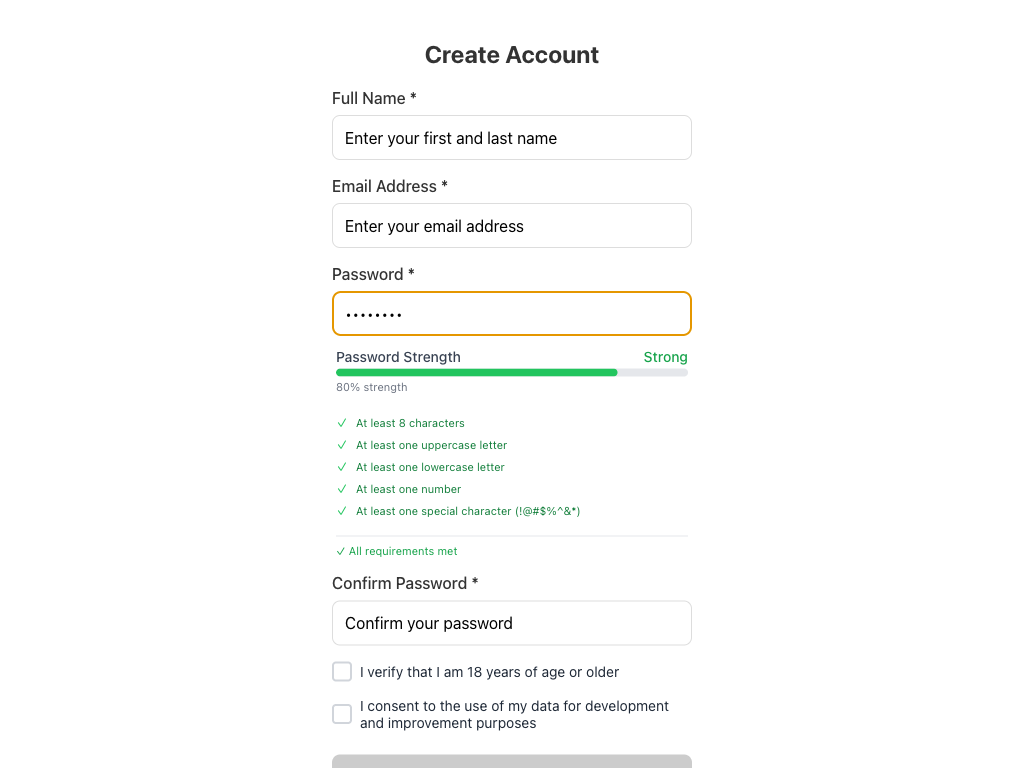 Create Account
Full Name *
Enter your first and last name
Email Address *
Enter your email address
Password *
••••••••
Password Strength Strong
80% strength
✓ At least 8 characters
✓ At least one uppercase letter
✓ At least one lowercase letter
✓ At least one number
✓ At least one special character (!@#$%^&*)
✓ All requirements met
Confirm Password *
Confirm your password
I verify that I am 18 years of age or older
I consent to the use of my data for development
and improvement purposes